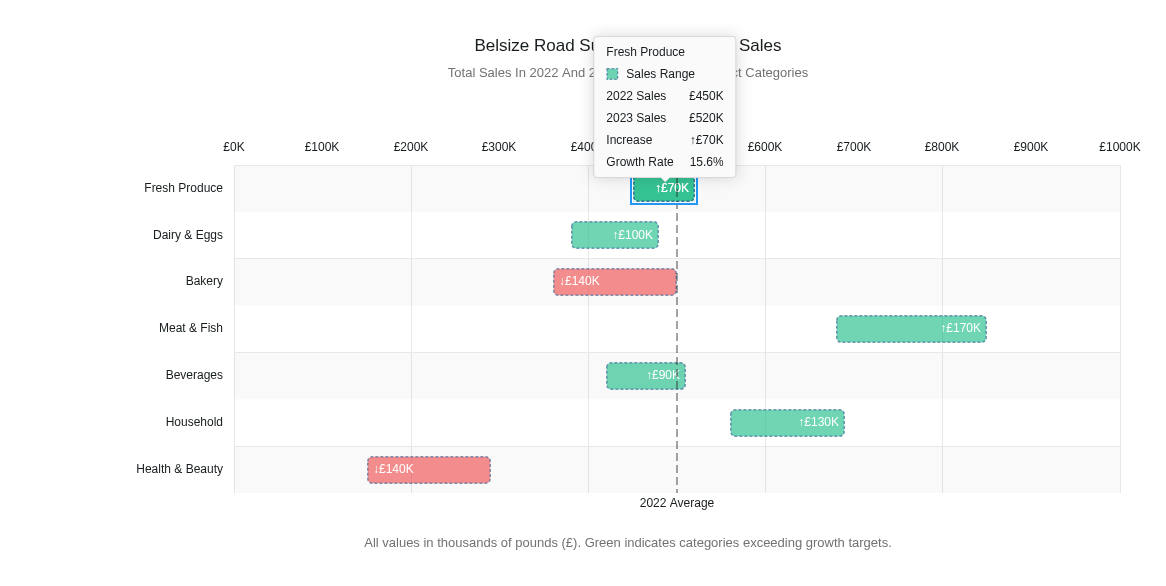 Belsize Road Su Sales
Total Sales In 2022 And 2 ct Categories
Fresh Produce
Sales Range
2022 Sales £450K
2023 Sales £520K
Increase ↑£70K
Growth Rate 15.6%
£0K £100K £200K £300K £400 £600K £700K £800K £900K £1000K
Fresh Produce ↑£70K
Dairy & Eggs ↑£100K
Bakery ↓£140K
Meat & Fish ↑£170K
Beverages ↑£90K
Household ↑£130K
Health & Beauty ↓£140K
2022 Average
All values in thousands of pounds (£). Green indicates categories exceeding growth targets.